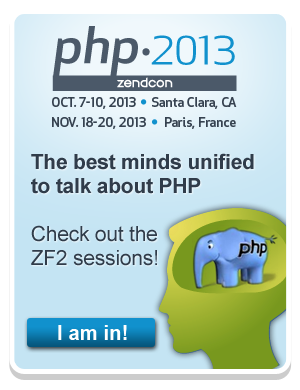 php·2013
zendcon
OCT. 7-10, 2013 • Santa Clara, CA
NOV. 18-20, 2013 • Paris, France
The best minds unified
to talk about PHP
Check out the
ZF2 sessions!
php
I am in!